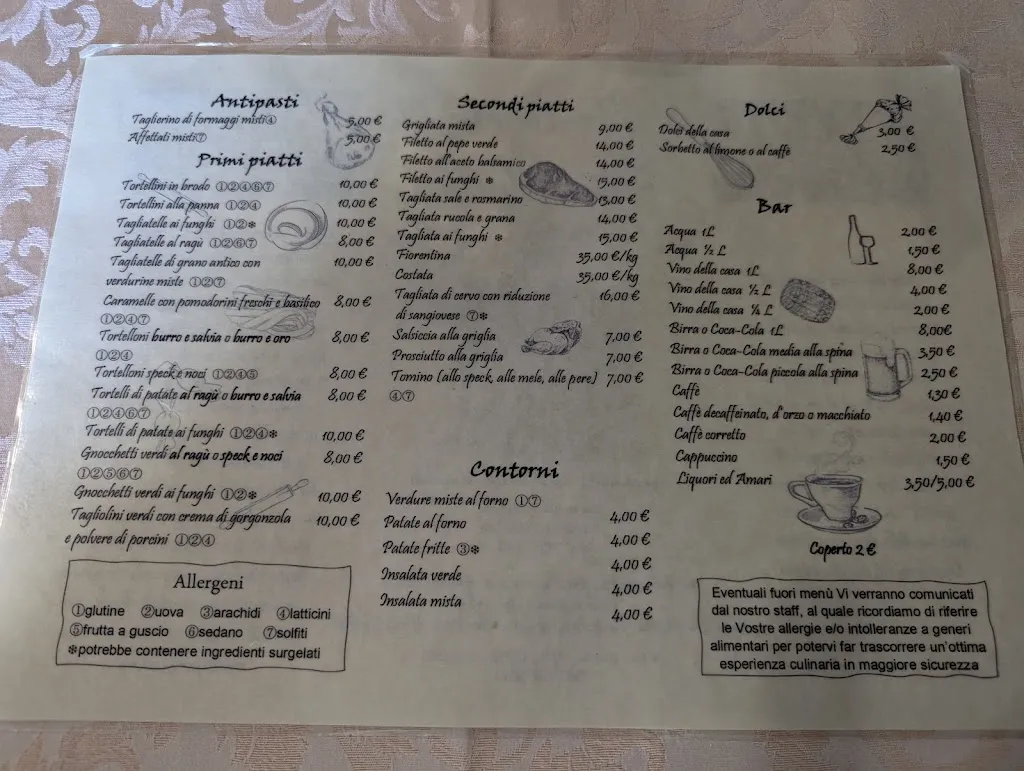 Antipasti
Taglierino di formaggi misti④ 5,00 €
Affettati misti⑦ 5,00 €
Primi piatti
Tortellini in brodo ①②④⑥⑦ 10,00 €
Tortellini alla panna ①②④ 10,00 €
Tagliatelle ai funghi ①②❄ 10,00 €
Tagliatelle al ragù ①②⑥⑦ 8,00 €
Tagliatelle di grano antico con 10,00 €
verdurine miste ①②⑦
Caramelle con pomodorini freschi e basilico 8,00 €
①②④⑦
Tortelloni burro e salvia o burro e oro 8,00 €
①②④
Tortelloni speck e noci ①②④⑤ 8,00 €
Tortelli di patate al ragù o burro e salvia 8,00 €
①②④⑥⑦
Tortelli di patate ai funghi ①②④❄ 10,00 €
Gnocchetti verdi al ragù o speck e noci 8,00 €
①②⑤⑥⑦
Gnocchetti verdi ai funghi ①②❄ 10,00 €
Tagliolini verdi con crema di gorgonzola 10,00 €
e polvere di porcini ①②④
Allergeni
①glutine ②uova ③arachidi ④latticini
⑤frutta a guscio ⑥sedano ⑦solfiti
❄potrebbe contenere ingredienti surgelati
Secondi piatti
Grigliata mista 9,00 €
Filetto al pepe verde 14,00 €
Filetto all'aceto balsamico 14,00 €
Filetto ai funghi ❄ 15,00 €
Tagliata sale e rosmarino 13,00 €
Tagliata rucola e grana 14,00 €
Tagliata ai funghi ❄ 15,00 €
Fiorentina 35,00 €/kg
Costata 35,00 €/kg
Tagliata di cervo con riduzione 16,00 €
di sangiovese ⑦❄
Salsiccia alla griglia 7,00 €
Prosciutto alla griglia 7,00 €
Tomino (allo speck, alle mele, alle pere) 7,00 €
④⑦
Contorni
Verdure miste al forno ①⑦ 4,00 €
Patate al forno 4,00 €
Patate fritte ③❄ 4,00 €
Insalata verde 4,00 €
Insalata mista 4,00 €
Dolci
Dolci della casa 3,00 €
Sorbetto al limone o al caffè 2,50 €
Bar
Acqua 1L 2,00 €
Acqua ½ L 1,50 €
Vino della casa 1L 8,00 €
Vino della casa ½ L 4,00 €
Vino della casa ¼ L 2,00 €
Birra o Coca-Cola 1L 8,00€
Birra o Coca-Cola media alla spina 3,50 €
Birra o Coca-Cola piccola alla spina 2,50 €
Caffè 1,30 €
Caffè decaffeinato, d'orzo o macchiato 1,40 €
Caffè corretto 2,00 €
Cappuccino 1,50 €
Liquori ed Amari 3,50/5,00 €
Coperto 2 €
Eventuali fuori menù Vi verranno comunicati
dal nostro staff, al quale ricordiamo di riferire
le Vostre allergie e/o intolleranze a generi
alimentari per potervi far trascorrere un'ottima
esperienza culinaria in maggiore sicurezza